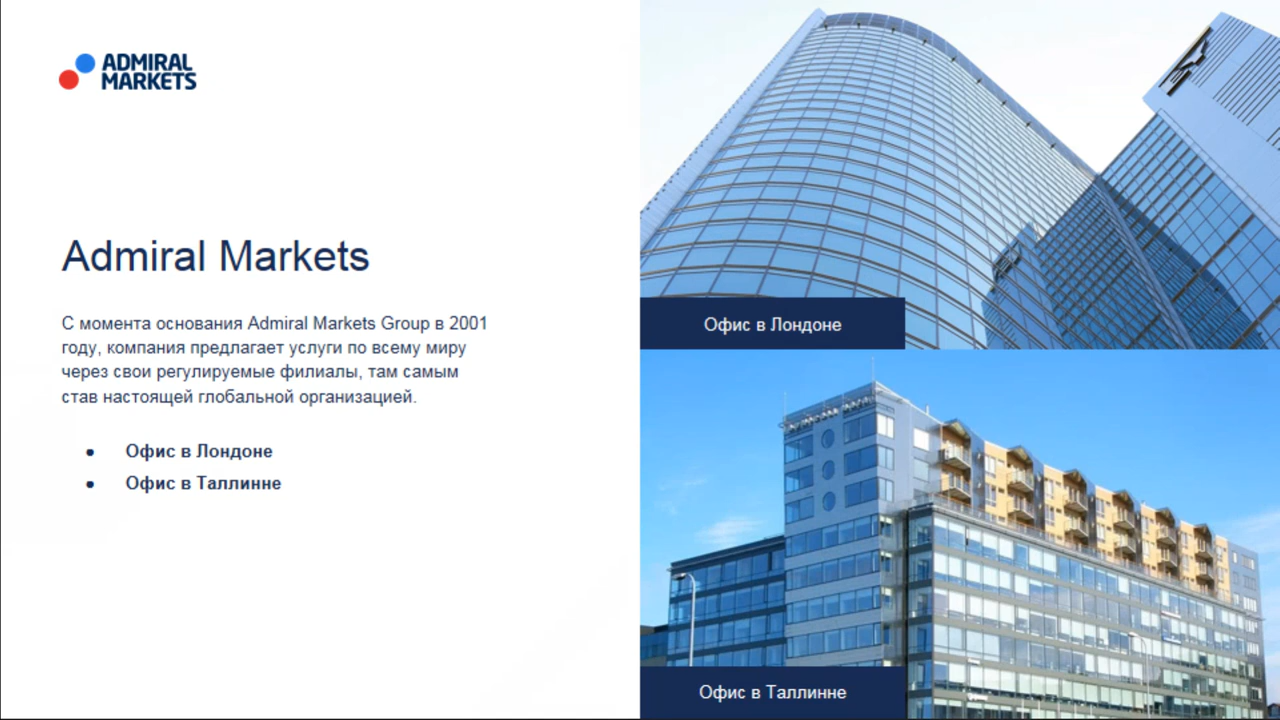 ADMIRAL
MARKETS
Admiral Markets
С момента основания Admiral Markets Group в 2001
году, компания предлагает услуги по всему миру
через свои регулируемые филиалы, там самым
став настоящей глобальной организацией.
• Офис в Лондоне
• Офис в Таллинне
Офис в Лондоне
Офис в Таллинне